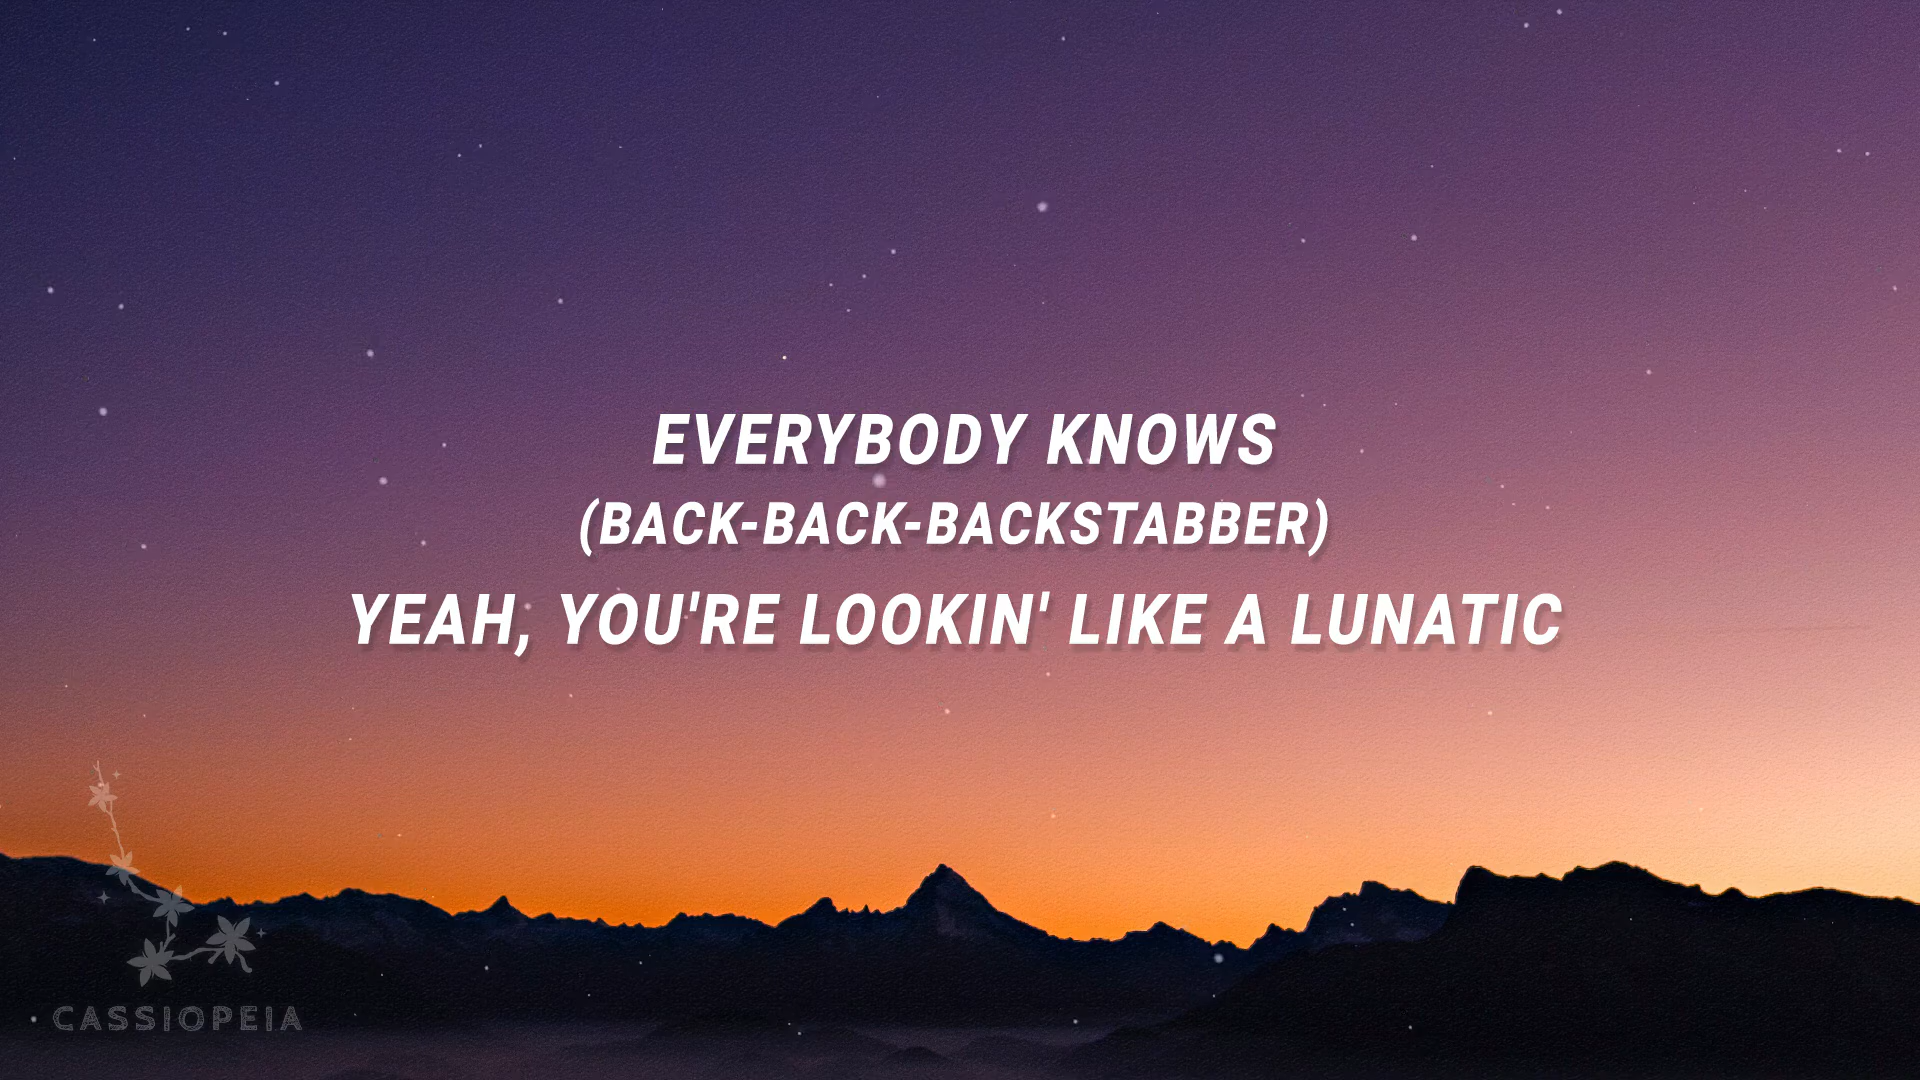 EVERYBODY KNOWS
(BACK-BACK-BACKSTABBER)
YEAH, YOU'RE LOOKIN' LIKE A LUNATIC
CASSIOPEIA